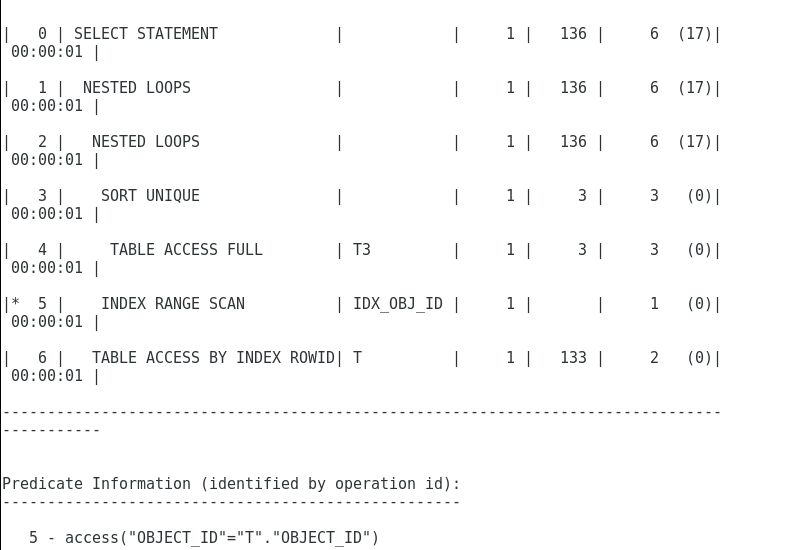 |   0 | SELECT STATEMENT             |            |     1 |   136 |     6  (17)|
 00:00:01 |
|   1 |  NESTED LOOPS                |            |     1 |   136 |     6  (17)|
 00:00:01 |
|   2 |   NESTED LOOPS               |            |     1 |   136 |     6  (17)|
 00:00:01 |
|   3 |    SORT UNIQUE               |            |     1 |     3 |     3   (0)|
 00:00:01 |
|   4 |     TABLE ACCESS FULL        | T3         |     1 |     3 |     3   (0)|
 00:00:01 |
|*  5 |    INDEX RANGE SCAN          | IDX_OBJ_ID |     1 |       |     1   (0)|
 00:00:01 |
|   6 |   TABLE ACCESS BY INDEX ROWID| T          |     1 |   133 |     2   (0)|
 00:00:01 |
--------------------------------------------------------------------------------
-----------
Predicate Information (identified by operation id):
---------------------------------------------------
   5 - access("OBJECT_ID"="T"."OBJECT_ID")